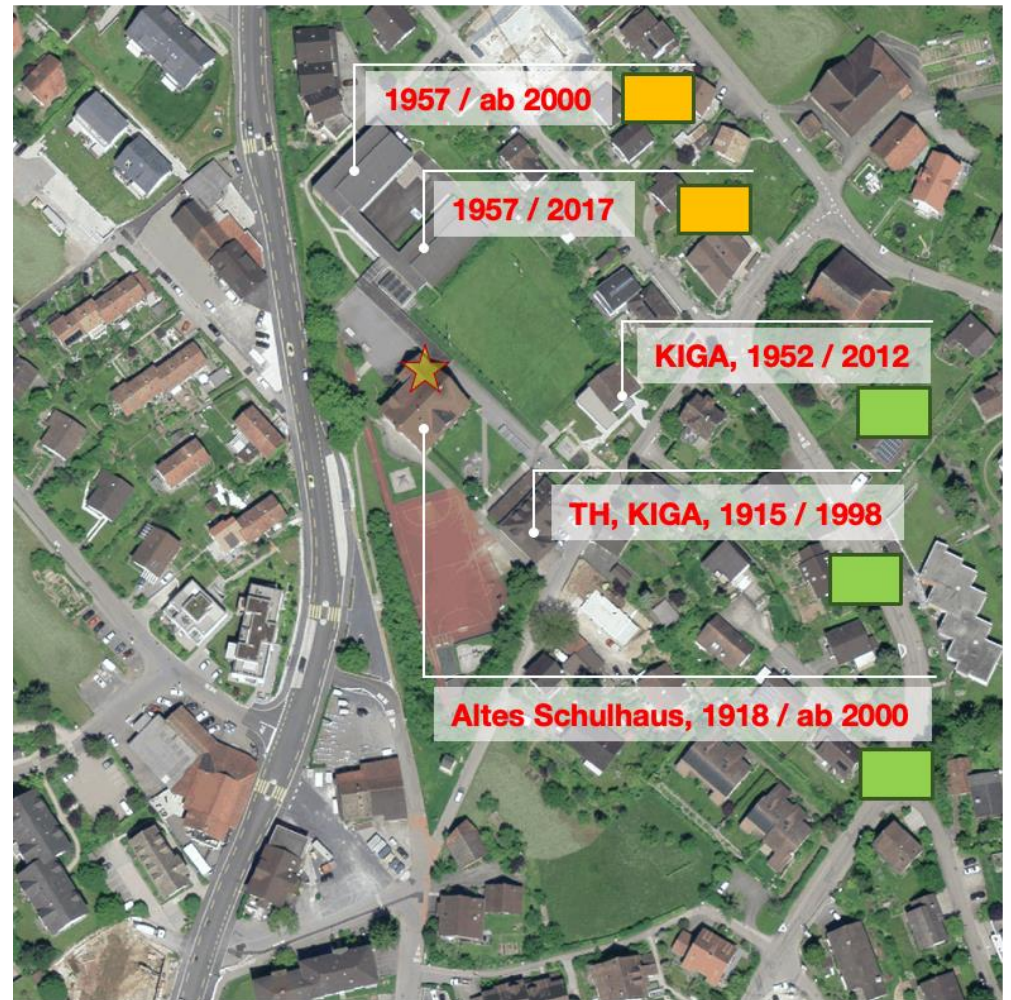 1957 / ab 2000
1957 / 2017
KIGA, 1952 / 2012
TH, KIGA, 1915 / 1998
Altes Schulhaus, 1918 / ab 2000